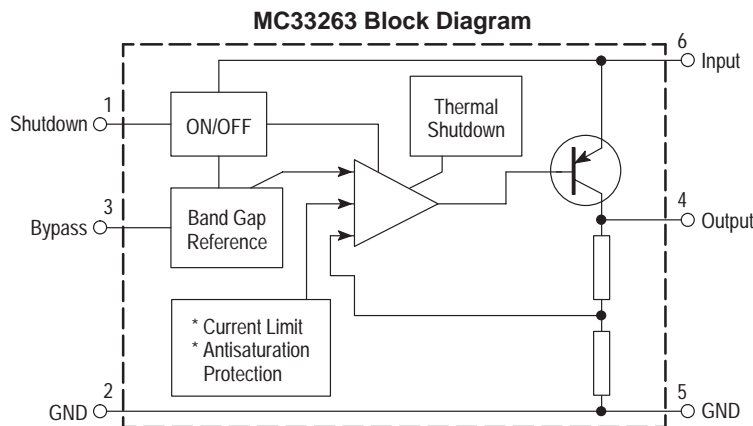 MC33263 Block Diagram
6
Input
1
Shutdown
ON/OFF
Thermal
Shutdown
3
Bypass
Band Gap
Reference
4
Output
* Current Limit
* Antisaturation
Protection
2
GND
5
GND